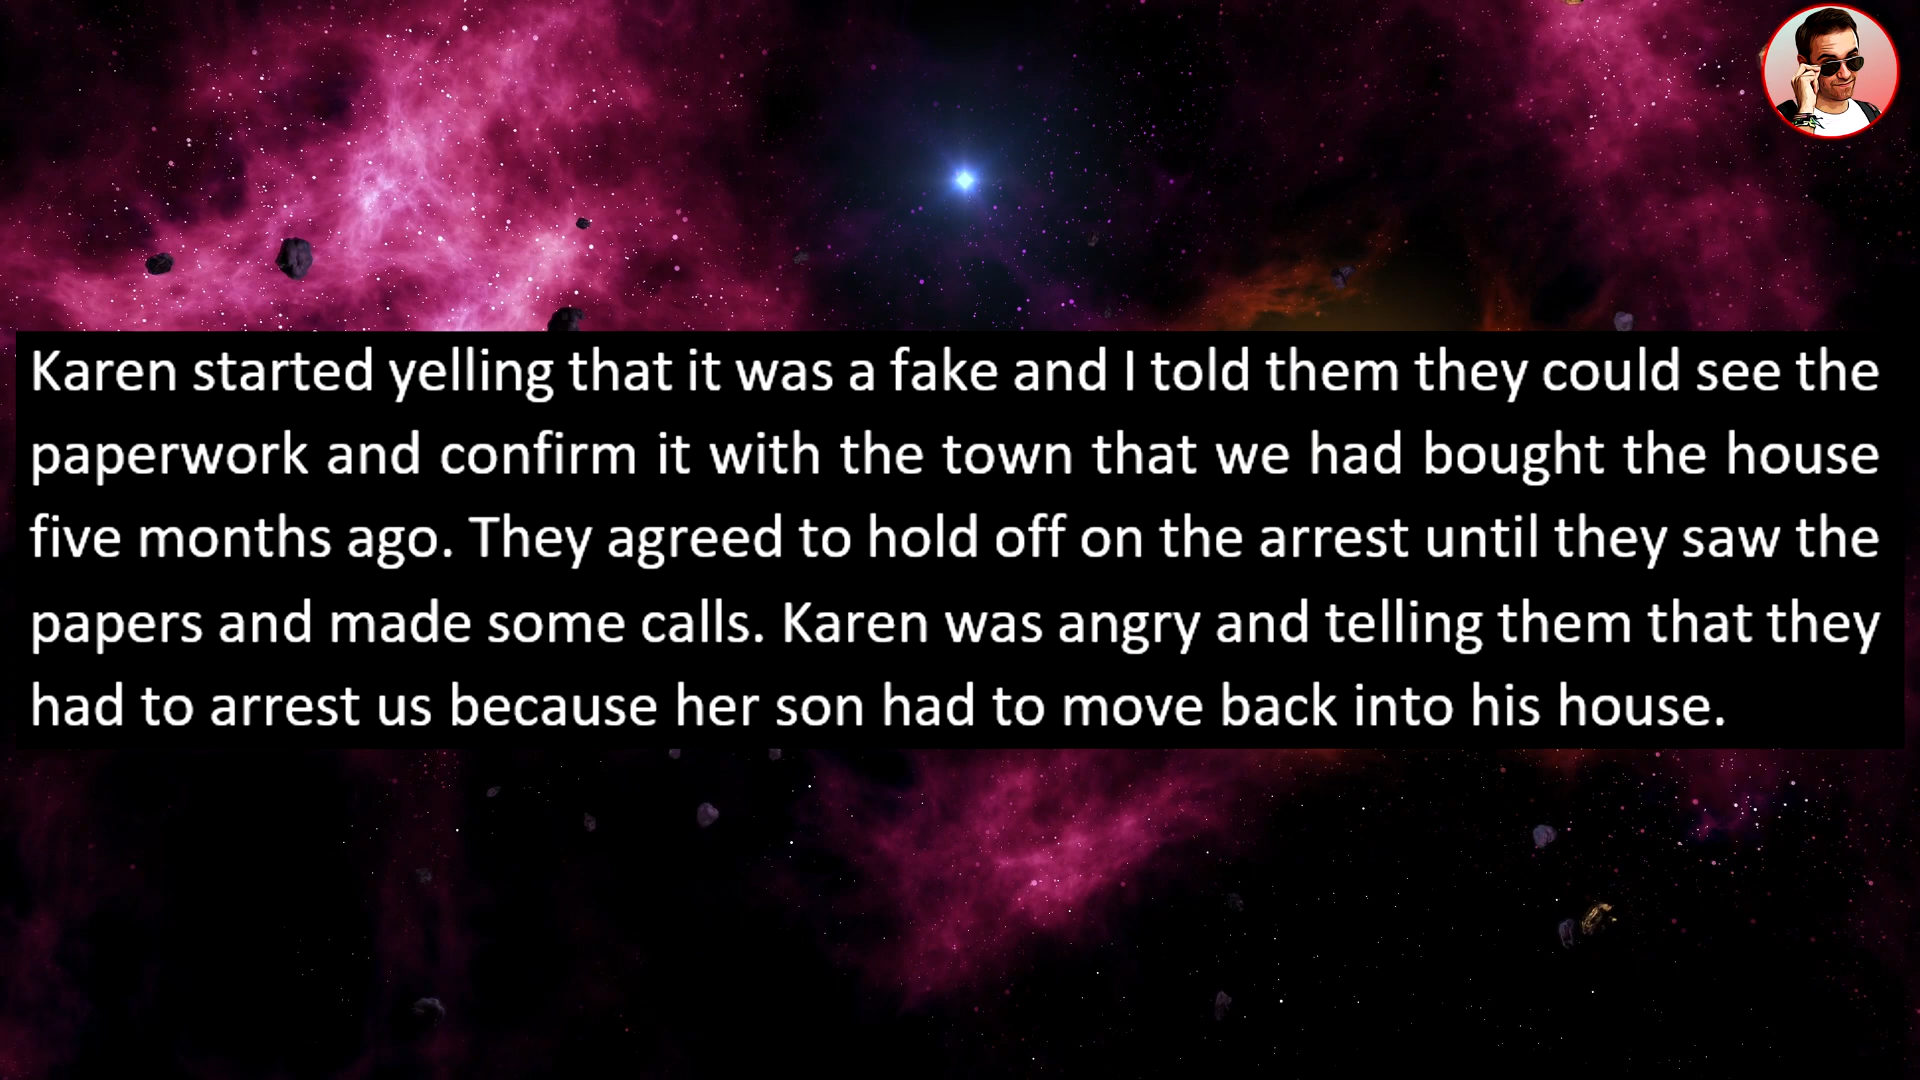 Karen started yelling that it was a fake and I told them they could see the
paperwork and confirm it with the town that we had bought the house
five months ago. They agreed to hold off on the arrest until they saw the
papers and made some calls. Karen was angry and telling them that they
had to arrest us because her son had to move back into his house.